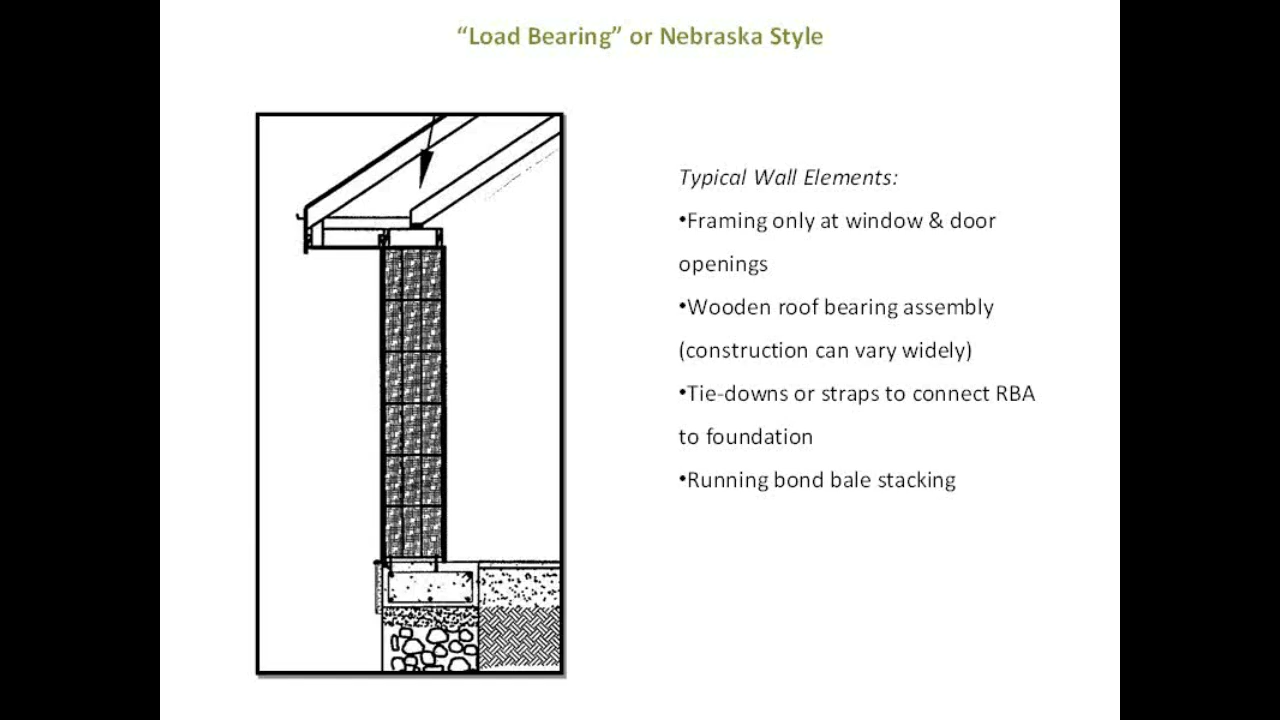 “Load Bearing” or Nebraska Style
Typical Wall Elements:
•Framing only at window & door
openings
•Wooden roof bearing assembly
(construction can vary widely)
•Tie-downs or straps to connect RBA
to foundation
•Running bond bale stacking